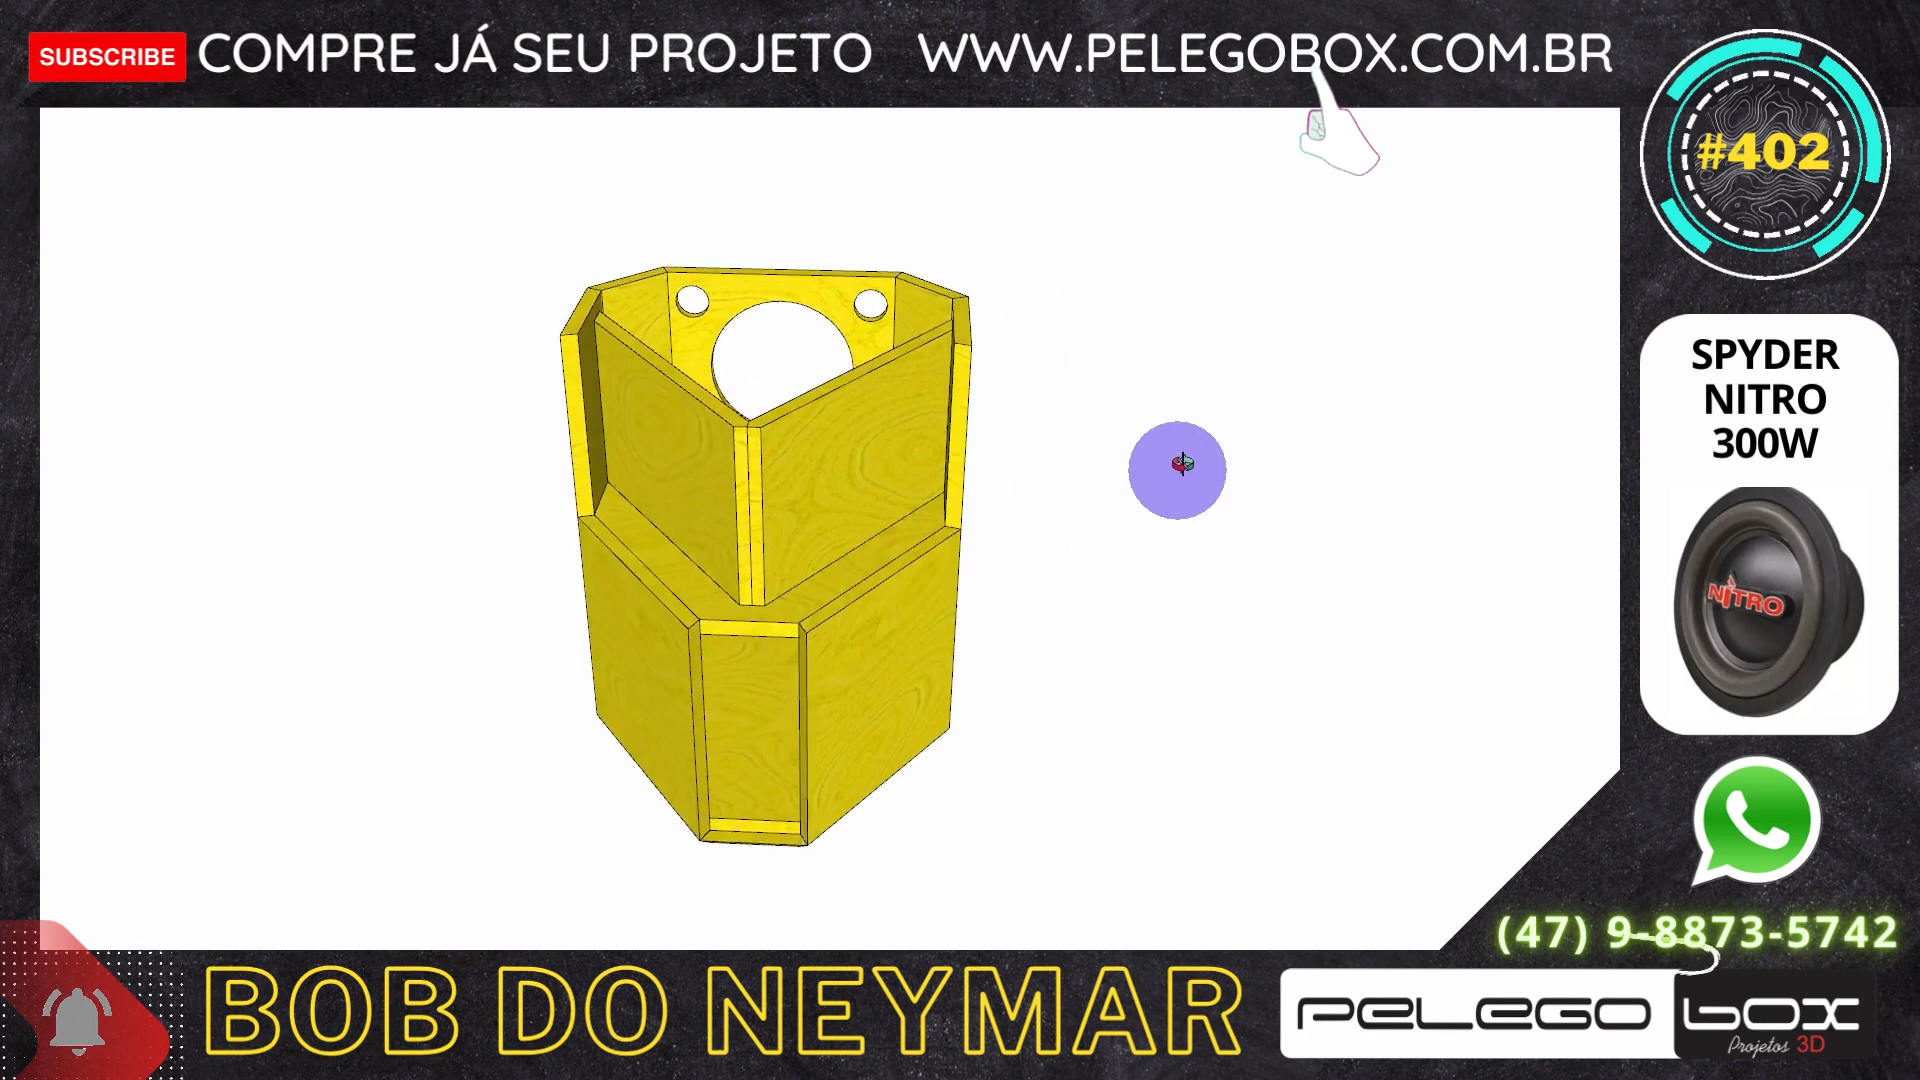 SUBSCRIBE COMPRE JÁ SEU PROJETO WWW.PELEGOBOX.COM.BR
#402
SPYDER
NITRO
300W
NITRO
(47) 9-8873-5742
BOB DO NEYMAR
PELEGO BOX
Projetos 3D